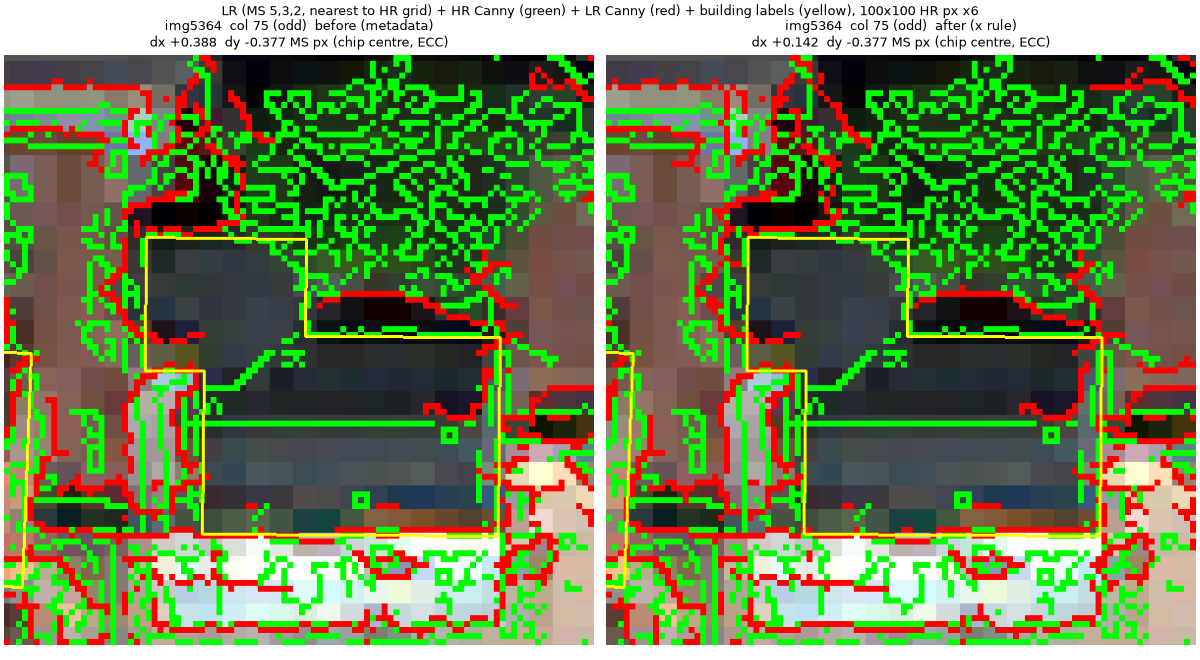 LR (MS 5,3,2, nearest to HR grid) + HR Canny (green) + LR Canny (red) + building labels (yellow), 100x100 HR px x6
img5364  col 75 (odd)  before (metadata)
dx +0.388  dy -0.377 MS px (chip centre, ECC)
img5364  col 75 (odd)  after (x rule)
dx +0.142  dy -0.377 MS px (chip centre, ECC)